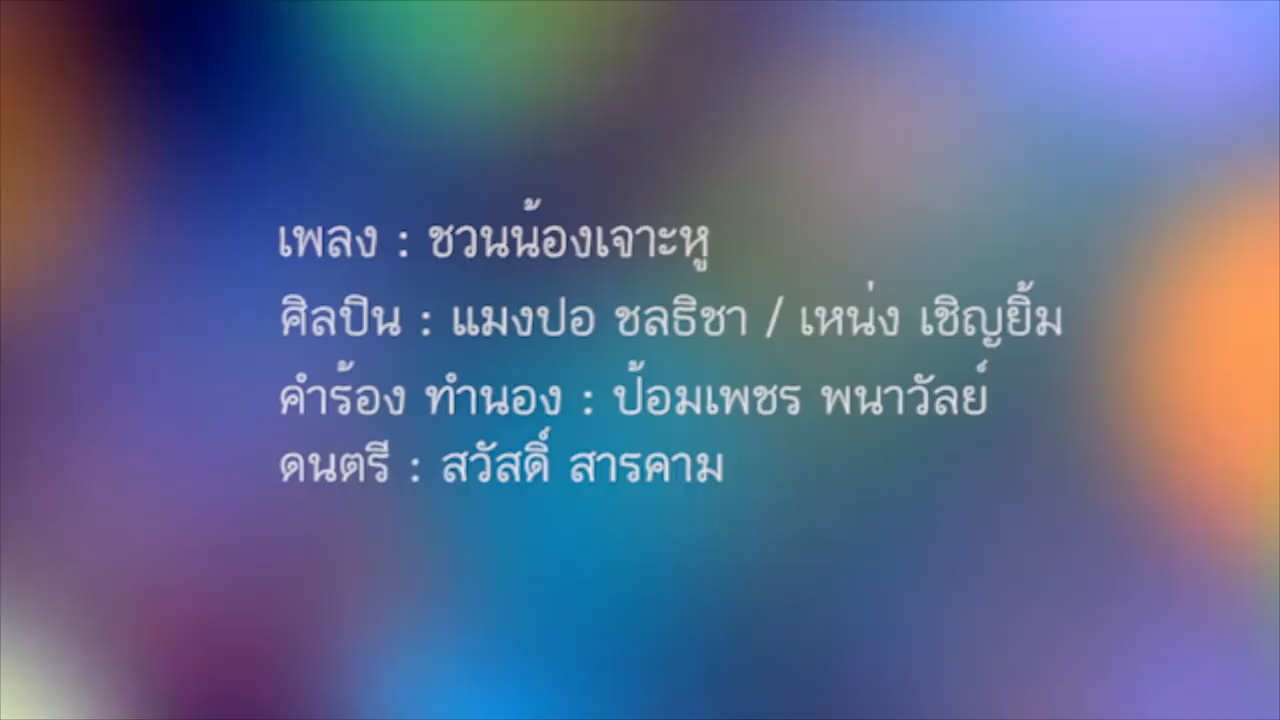 เพลง : ชวนน้องเจาะหู
ศิลปิน : แมงปอ ชลธิชา / เหน่ง เชิญยิ้ม
คำร้อง ทำนอง : ป้อมเพชร พนาวัลย์
ดนตรี : สวัสดิ์ สารคาม